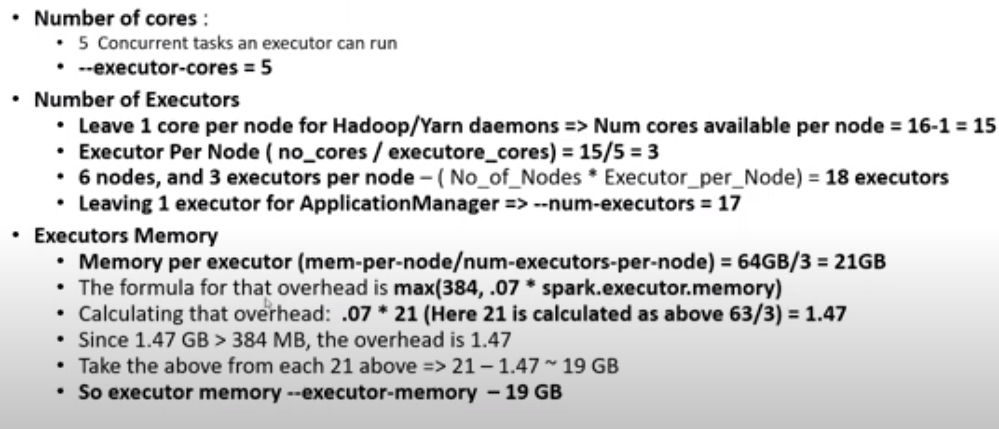 • Number of cores :
• 5 Concurrent tasks an executor can run
• --executor-cores = 5
• Number of Executors
• Leave 1 core per node for Hadoop/Yarn daemons => Num cores available per node = 16-1 = 15
• Executor Per Node ( no_cores / executore_cores) = 15/5 = 3
• 6 nodes, and 3 executors per node – ( No_of_Nodes * Executor_per_Node) = 18 executors
• Leaving 1 executor for ApplicationManager => --num-executors = 17
• Executors Memory
• Memory per executor (mem-per-node/num-executors-per-node) = 64GB/3 = 21GB
• The formula for that overhead is max(384, .07 * spark.executor.memory)
• Calculating that overhead: .07 * 21 (Here 21 is calculated as above 63/3) = 1.47
• Since 1.47 GB > 384 MB, the overhead is 1.47
• Take the above from each 21 above => 21 – 1.47 ~ 19 GB
• So executor memory --executor-memory – 19 GB